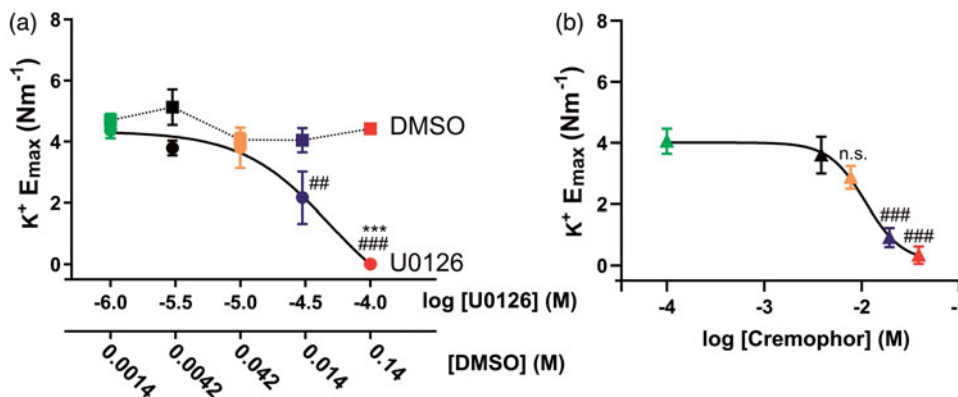 (a)
8
6
4
2
0
K⁺ Eₘₐₓ (Nm⁻¹)
DMSO
##
***
###
U0126
-6.0 -5.5 -5.0 -4.5 -4.0
log [U0126] (M)
0.0014 0.0042 0.042 0.014 0.14
[DMSO] (M)
(b)
8
6
4
2
0
K⁺ Eₘₐₓ (Nm⁻¹)
n.s.
###
###
-4 -3 -2
log [Cremophor] (M)